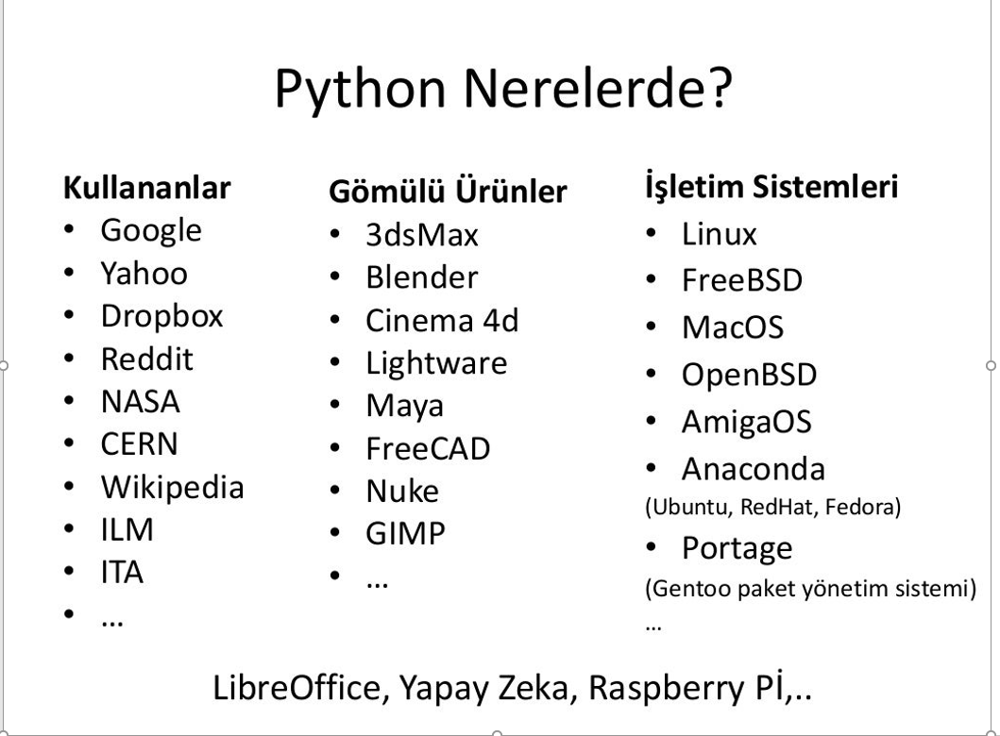 Python Nerelerde?
Kullananlar
• Google
• Yahoo
• Dropbox
• Reddit
• NASA
• CERN
• Wikipedia
• ILM
• ITA
• ...
Gömülü Ürünler
• 3dsMax
• Blender
• Cinema 4d
• Lightware
• Maya
• FreeCAD
• Nuke
• GIMP
• ...
İşletim Sistemleri
• Linux
• FreeBSD
• MacOS
• OpenBSD
• AmigaOS
• Anaconda
(Ubuntu, RedHat, Fedora)
• Portage
(Gentoo paket yönetim sistemi)
...
LibreOffice, Yapay Zeka, Raspberry Pİ,..